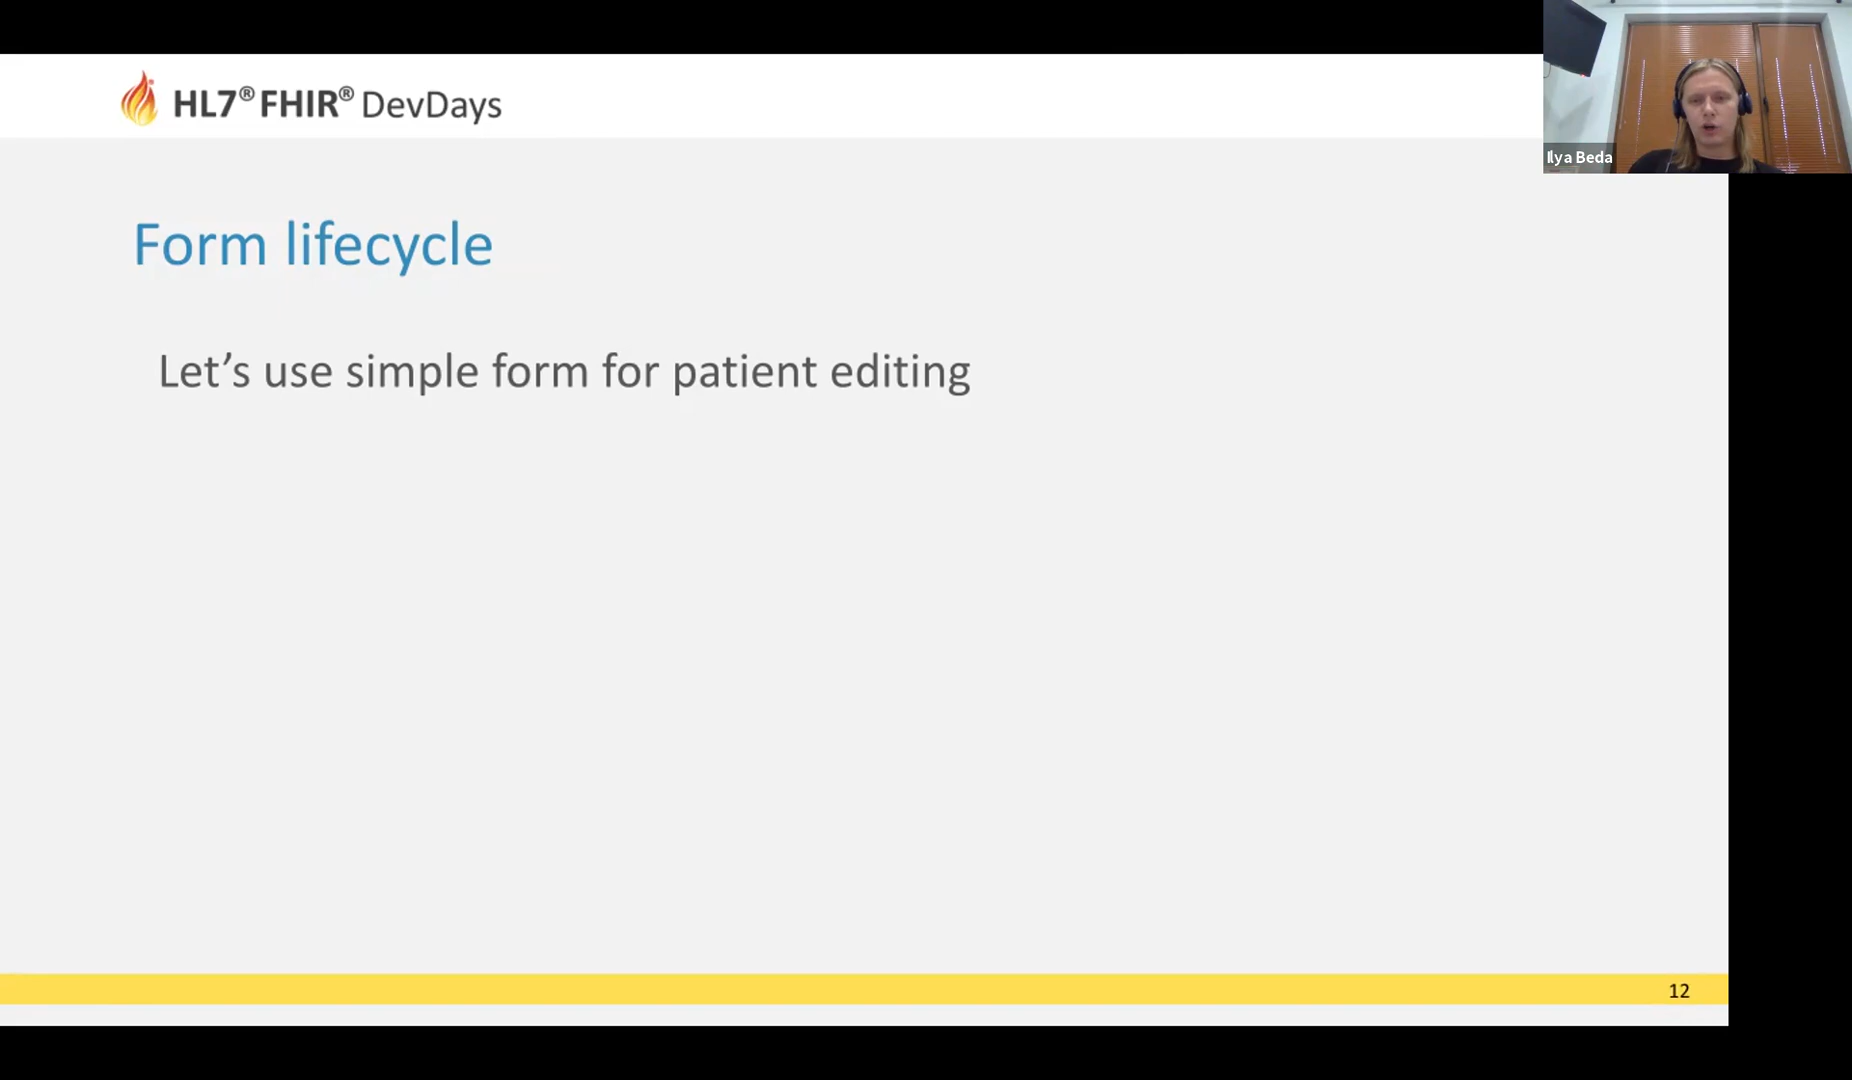 HL7® FHIR® DevDays
Ilya Beda
Form lifecycle
Let’s use simple form for patient editing
12